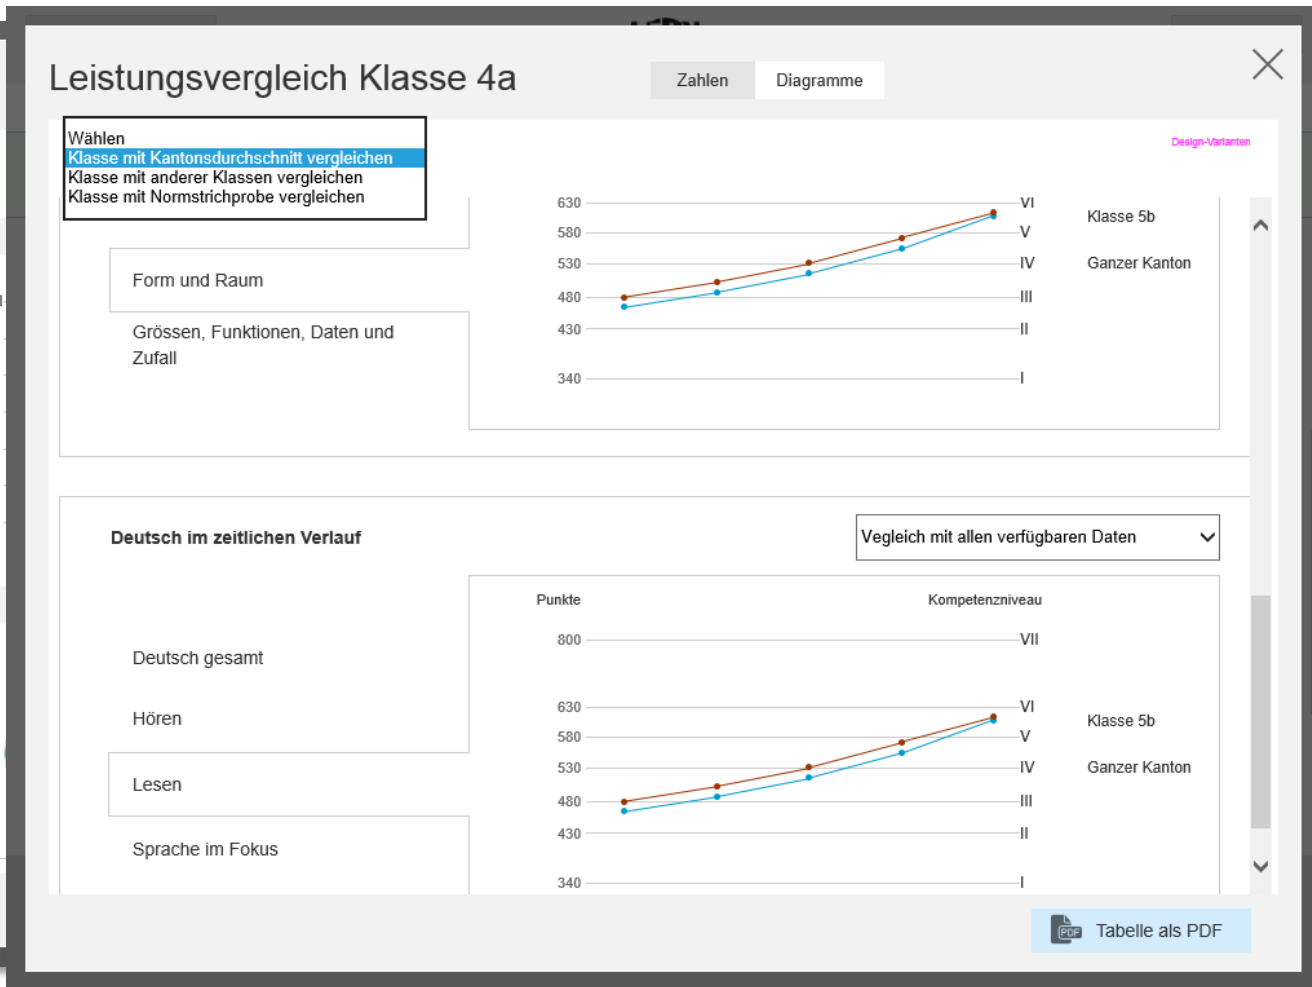 Leistungsvergleich Klasse 4a
Zahlen
Diagramme
Wählen
Klasse mit Kantonsdurchschnitt vergleichen
Klasse mit anderer Klassen vergleichen
Klasse mit Normstrichprobe vergleichen
Design-Varianten
630
VI
Klasse 5b
580
V
530
IV
Ganzer Kanton
Form und Raum
480
III
Grössen, Funktionen, Daten und
Zufall
430
II
340
I
Deutsch im zeitlichen Verlauf
Vegleich mit allen verfügbaren Daten
Punkte
Kompetenzniveau
800
VII
Deutsch gesamt
630
VI
Hören
Klasse 5b
580
V
530
IV
Ganzer Kanton
Lesen
480
III
430
II
Sprache im Fokus
340
I
PDF
Tabelle als PDF